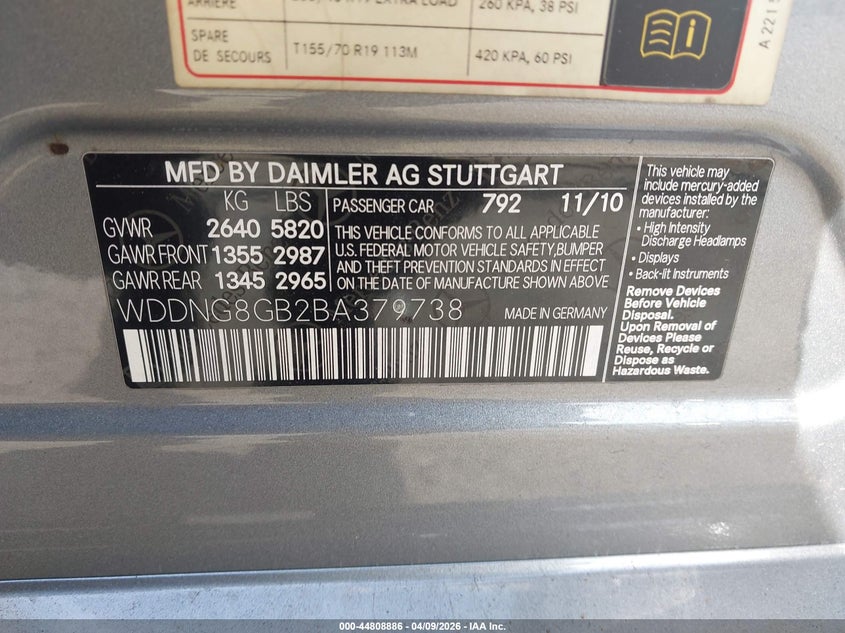 ARRIÈRE
EXTRA LOAD
260 KPA, 38 PSI
SPARE
DE SECOURS
T155/70 R19 113M
420 KPA, 60 PSI
A 221 5
MFD BY DAIMLER AG STUTTGART
KG LBS
GVWR 2640 5820
GAWR FRONT 1355 2987
GAWR REAR 1345 2965
PASSENGER CAR 792 11/10
THIS VEHICLE CONFORMS TO ALL APPLICABLE
U.S. FEDERAL MOTOR VEHICLE SAFETY,BUMPER
AND THEFT PREVENTION STANDARDS IN EFFECT
ON THE DATE OF MANUFACTURE SHOWN ABOVE
WDDNG8GB2BA379738
MADE IN GERMANY
This vehicle may
include mercury-added
devices installed by the
manufacturer:
• High Intensity
Discharge Headlamps
• Displays
• Back-lit Instruments
Remove Devices
Before Vehicle
Disposal.
Upon Removal of
Devices Please
Reuse, Recycle or
Dispose as
Hazardous Waste.
000-44808886 | 04/09/2026 - IAA Inc.